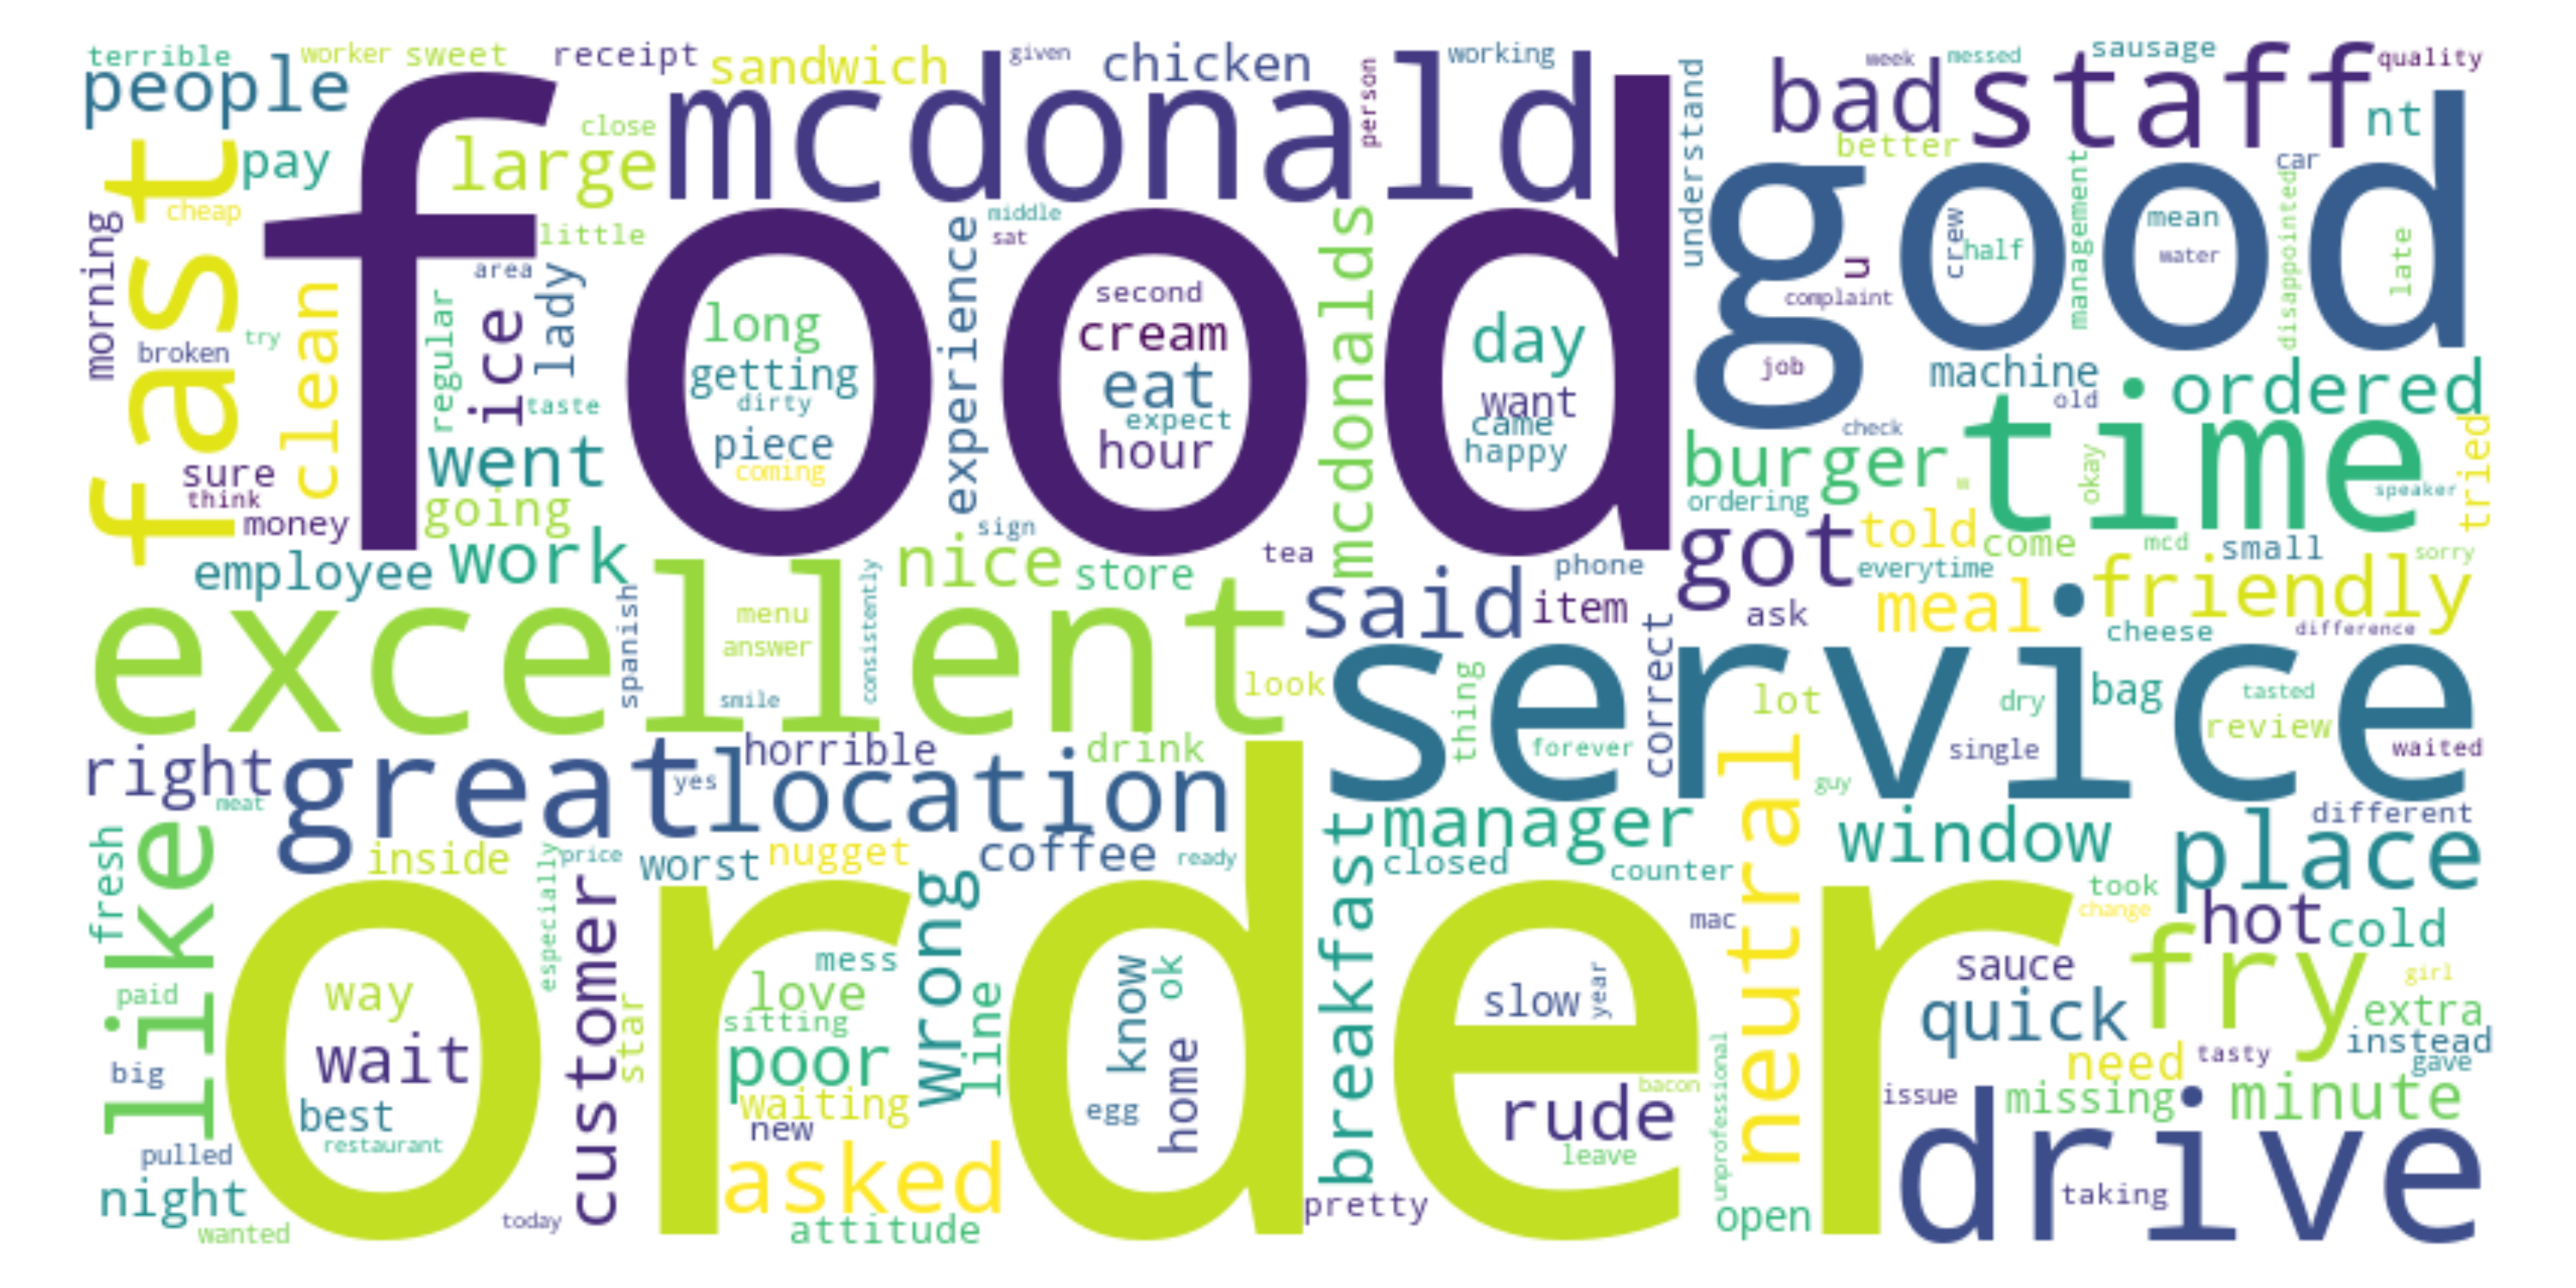 terrible
worker
sweet
receipt
sandwich
given
chicken
working
week
messed
sausage
quality
people
food
mcdonald
person
understand
bad
staff
nt
fast
pay
close
large
better
good
car
morning
cheap
little
experience
middle
sat
mcdonalds
crew
half
management
mean
water
disappointed
late
u
complaint
area
lady
ice
regular
clean
try
broken
taste
long
getting
dirty
piece
coming
second
cream
eat
expect
hour
day
want
came
happy
job
machine
old
ordered
time
check
burger
ordering
w
okay
speaker
tried
sure
think
money
went
going
work
employee
sign
nice
store
tea
phone
got
told
come
everytime
mcd
small
sorry
friendly
meal
ask
item
said
excellent
spanish
menu
answer
smile
consistently
look
service
thing
forever
correct
lot
dry
bag
cheese
difference
tasted
review
single
waited
guy
right
meat
great
yes
horrible
location
drink
manager
closed
counter
neutral
window
different
place
like
fresh
inside
especially
price
worst
nugget
coffee
ready
wrong
breakfast
order
mac
took
change
hot
cold
fry
girl
paid
big
way
wait
best
restaurant
customer
star
mess
love
sitting
poor
waiting
new
line
know
ok
egg
home
slow
year
rude
bacon
leave
unprofessional
sauce
quick
extra
instead
gave
need
tasty
issue
missing
minute
drive
taking
pulled
night
wanted
today
asked
attitude
pretty
open